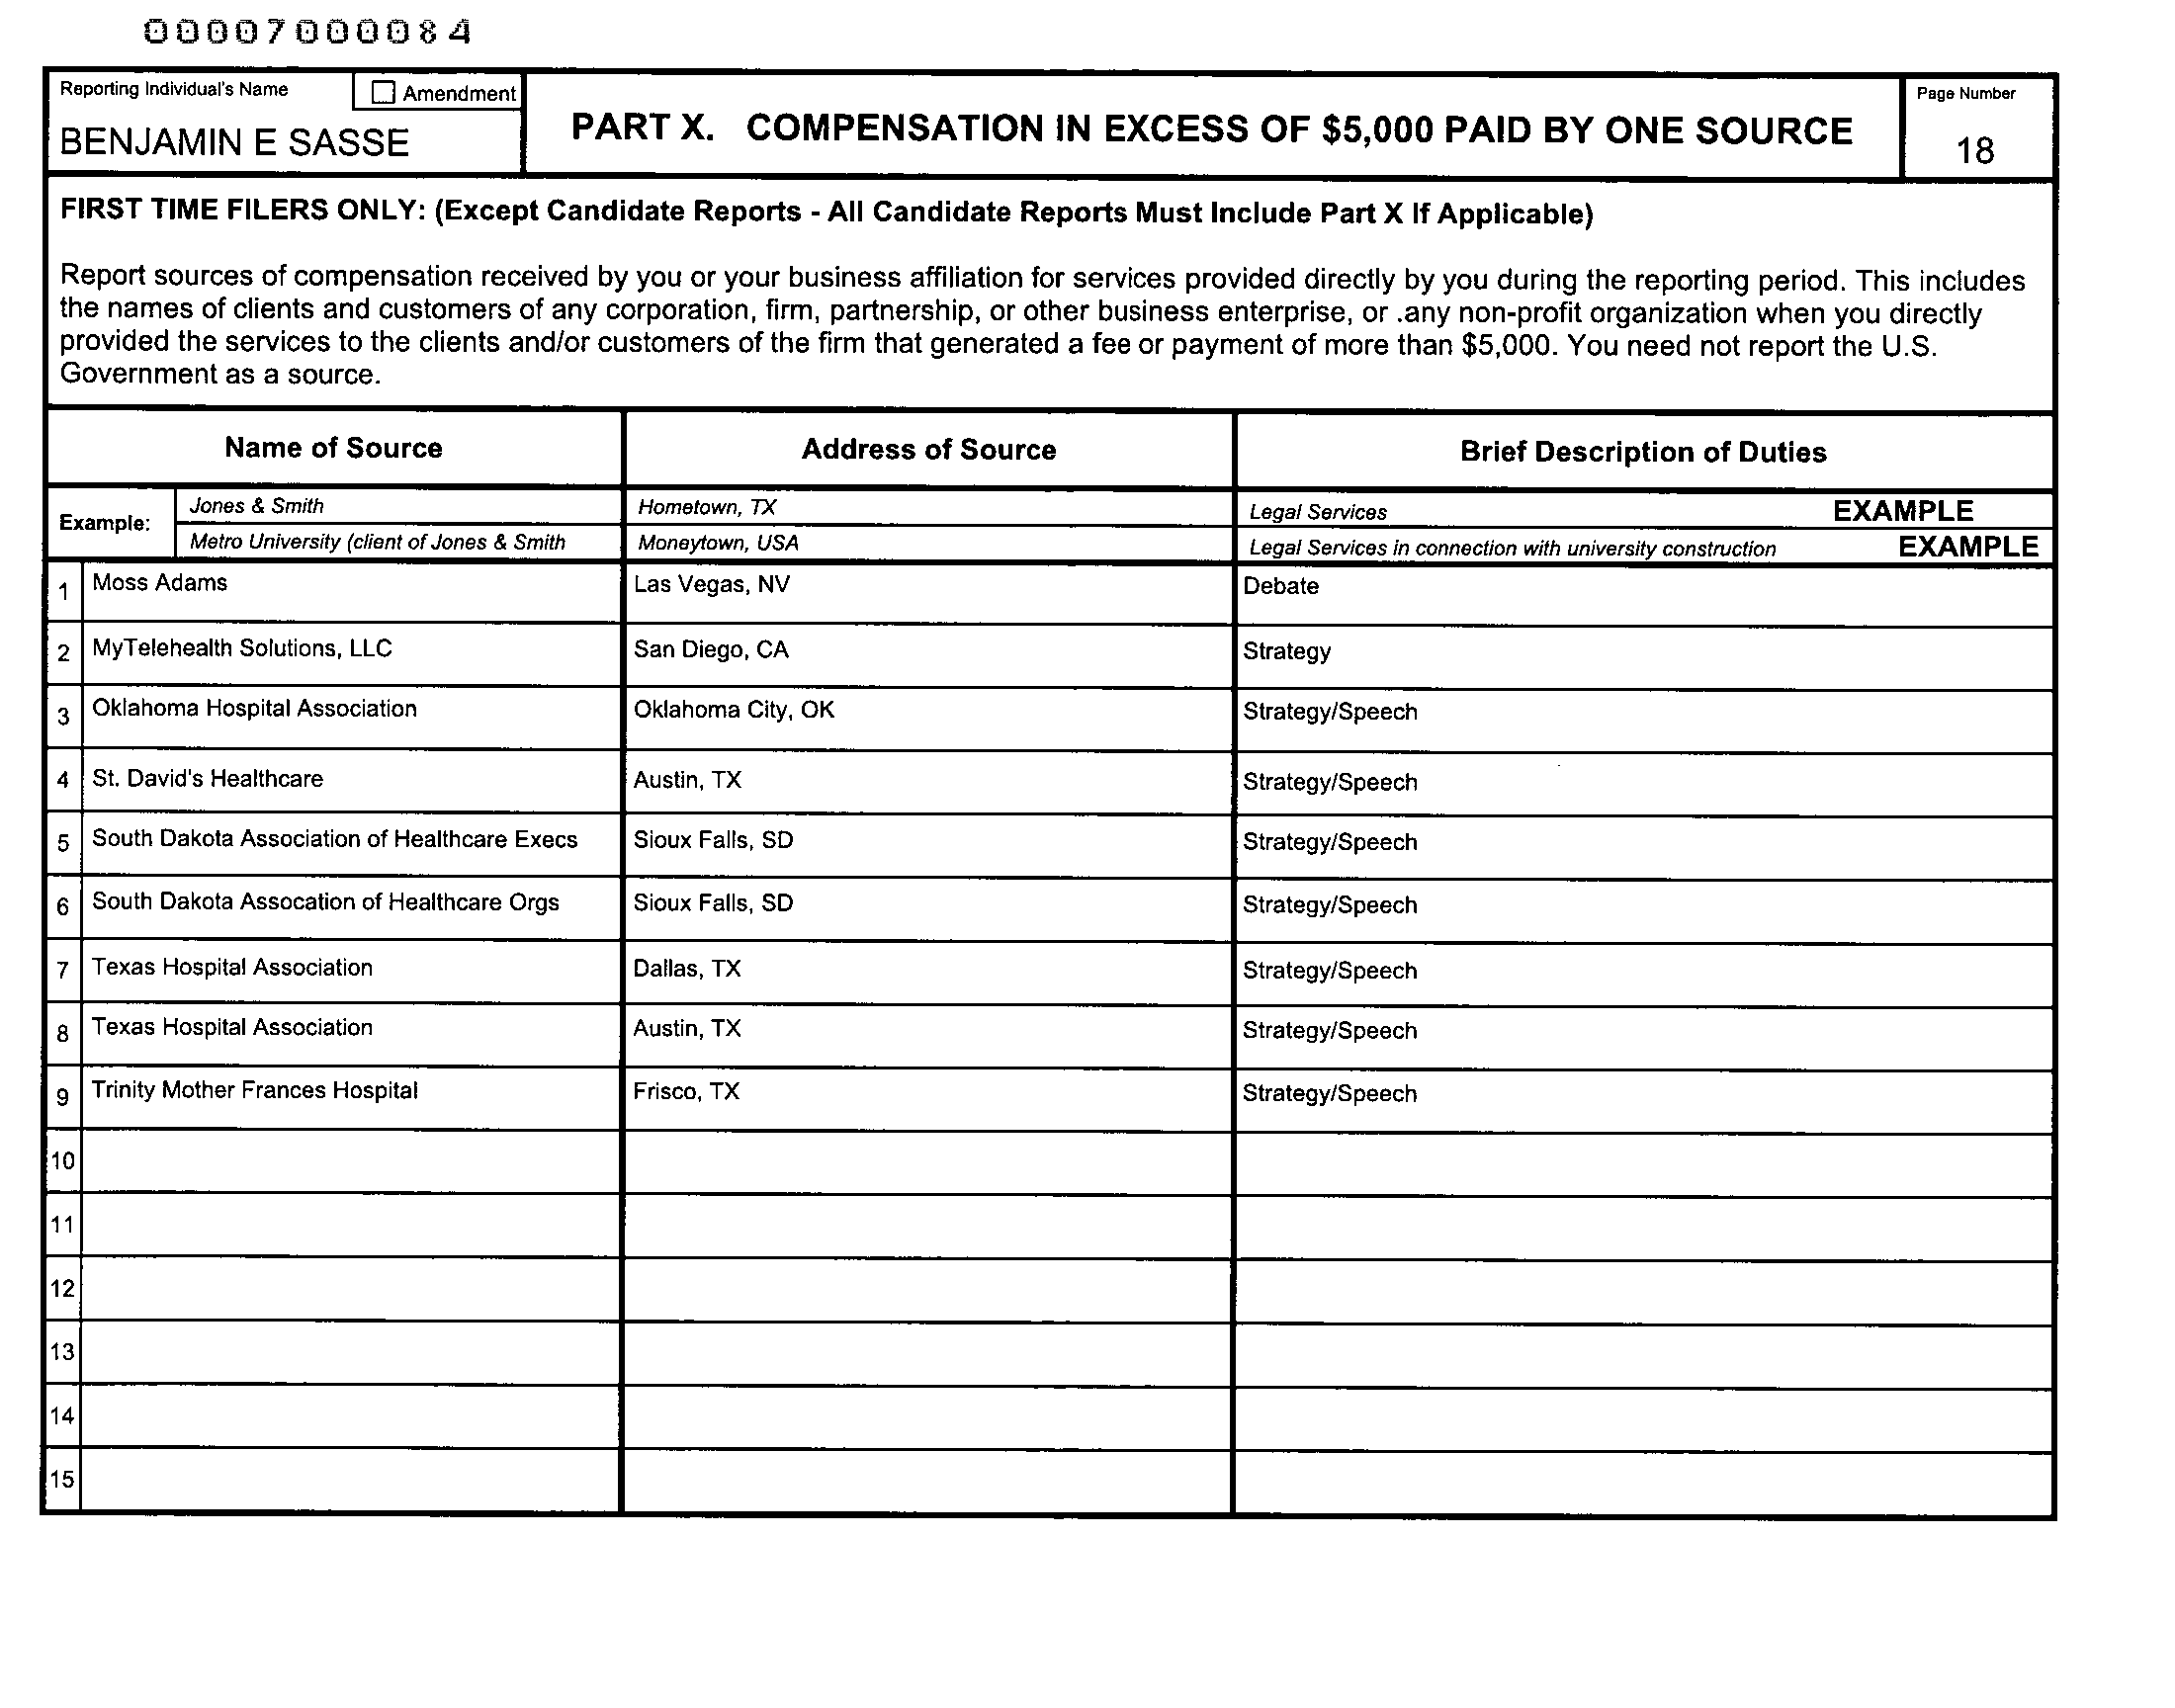 00007000084
Reporting Individual's Name
Amendment
BENJAMIN E SASSE
PART X. COMPENSATION IN EXCESS OF $5,000 PAID BY ONE SOURCE
Page Number
18
FIRST TIME FILERS ONLY: (Except Candidate Reports - All Candidate Reports Must Include Part X If Applicable)
Report sources of compensation received by you or your business affiliation for services provided directly by you during the reporting period. This includes
the names of clients and customers of any corporation, firm, partnership, or other business enterprise, or .any non-profit organization when you directly
provided the services to the clients and/or customers of the firm that generated a fee or payment of more than $5,000. You need not report the U.S.
Government as a source.
Name of Source Address of Source Brief Description of Duties
Example:
Jones & Smith Hometown, TX Legal Services EXAMPLE
Metro University (client of Jones & Smith Moneytown, USA Legal Services in connection with university construction EXAMPLE
1 Moss Adams Las Vegas, NV Debate
2 MyTelehealth Solutions, LLC San Diego, CA Strategy
3 Oklahoma Hospital Association Oklahoma City, OK Strategy/Speech
4 St. David's Healthcare Austin, TX Strategy/Speech
5 South Dakota Association of Healthcare Execs Sioux Falls, SD Strategy/Speech
6 South Dakota Assocation of Healthcare Orgs Sioux Falls, SD Strategy/Speech
7 Texas Hospital Association Dallas, TX Strategy/Speech
8 Texas Hospital Association Austin, TX Strategy/Speech
9 Trinity Mother Frances Hospital Frisco, TX Strategy/Speech
10
11
12
13
14
15